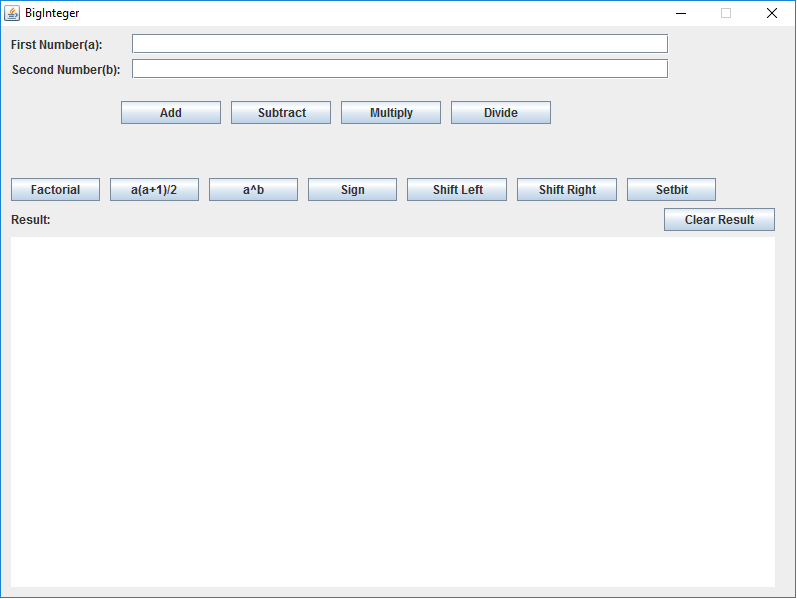 BigInteger
First Number(a):
Second Number(b):
Add Subtract Multiply Divide
Factorial a(a+1)/2 a^b Sign Shift Left Shift Right Setbit
Result: Clear Result